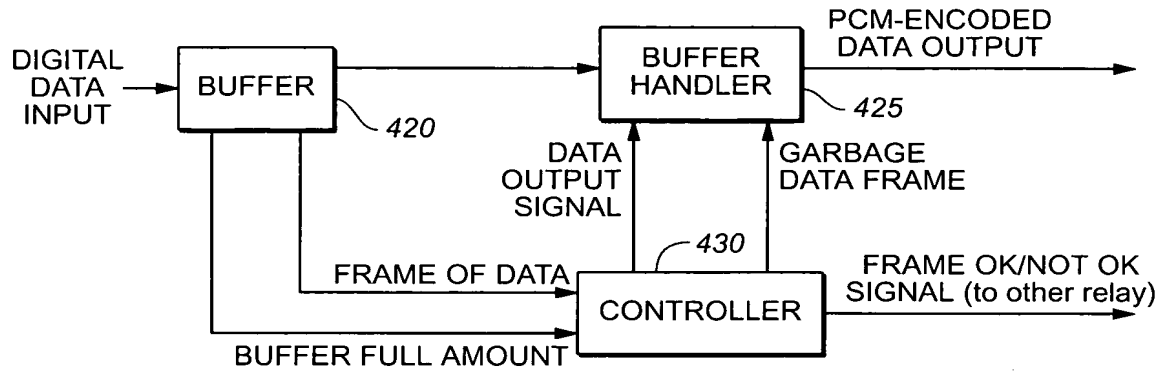 DIGITAL
DATA
INPUT
BUFFER
420
BUFFER
HANDLER
425
PCM-ENCODED
DATA OUTPUT
DATA
OUTPUT
SIGNAL
GARBAGE
DATA FRAME
430
FRAME OF DATA
CONTROLLER
BUFFER FULL AMOUNT
FRAME OK/NOT OK
SIGNAL (to other relay)